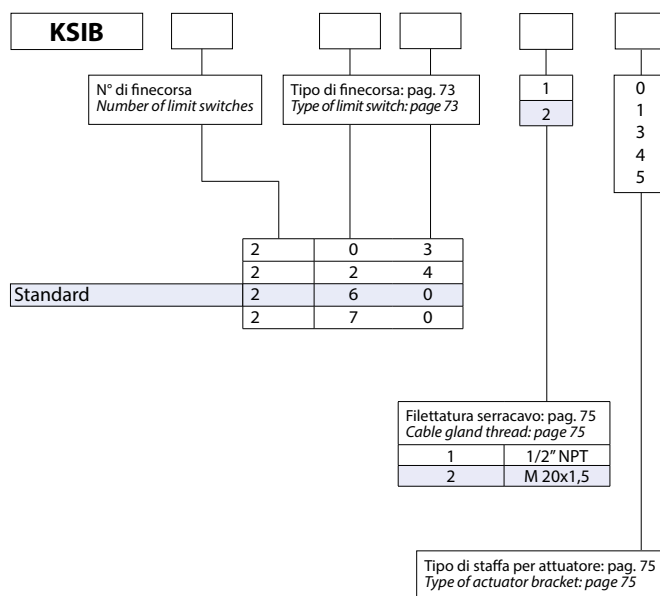 KSIB
N° di finecorsa
Number of limit switches
Tipo di finecorsa: pag. 73
Type of limit switch: page 73
1
2
0
1
3
4
5
2 0 3
2 2 4
Standard 2 6 0
2 7 0
Filettatura serracavo: pag. 75
Cable gland thread: page 75
1 1/2” NPT
2 M 20x1,5
Tipo di staffa per attuatore: pag. 75
Type of actuator bracket: page 75